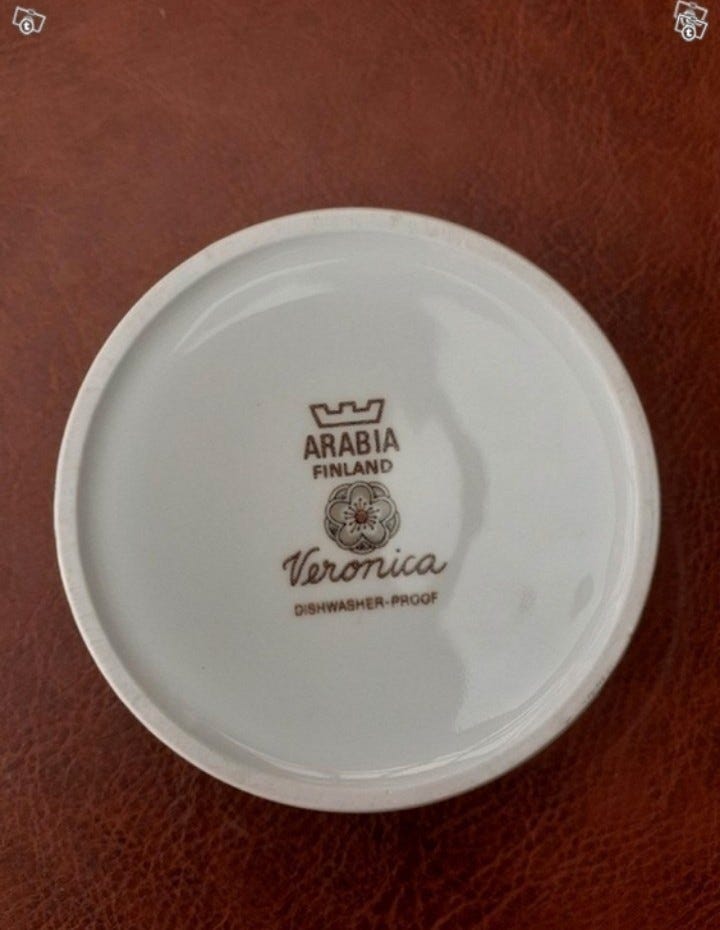 ARABIA
FINLAND
Veronica
DISHWASHER-PROOF